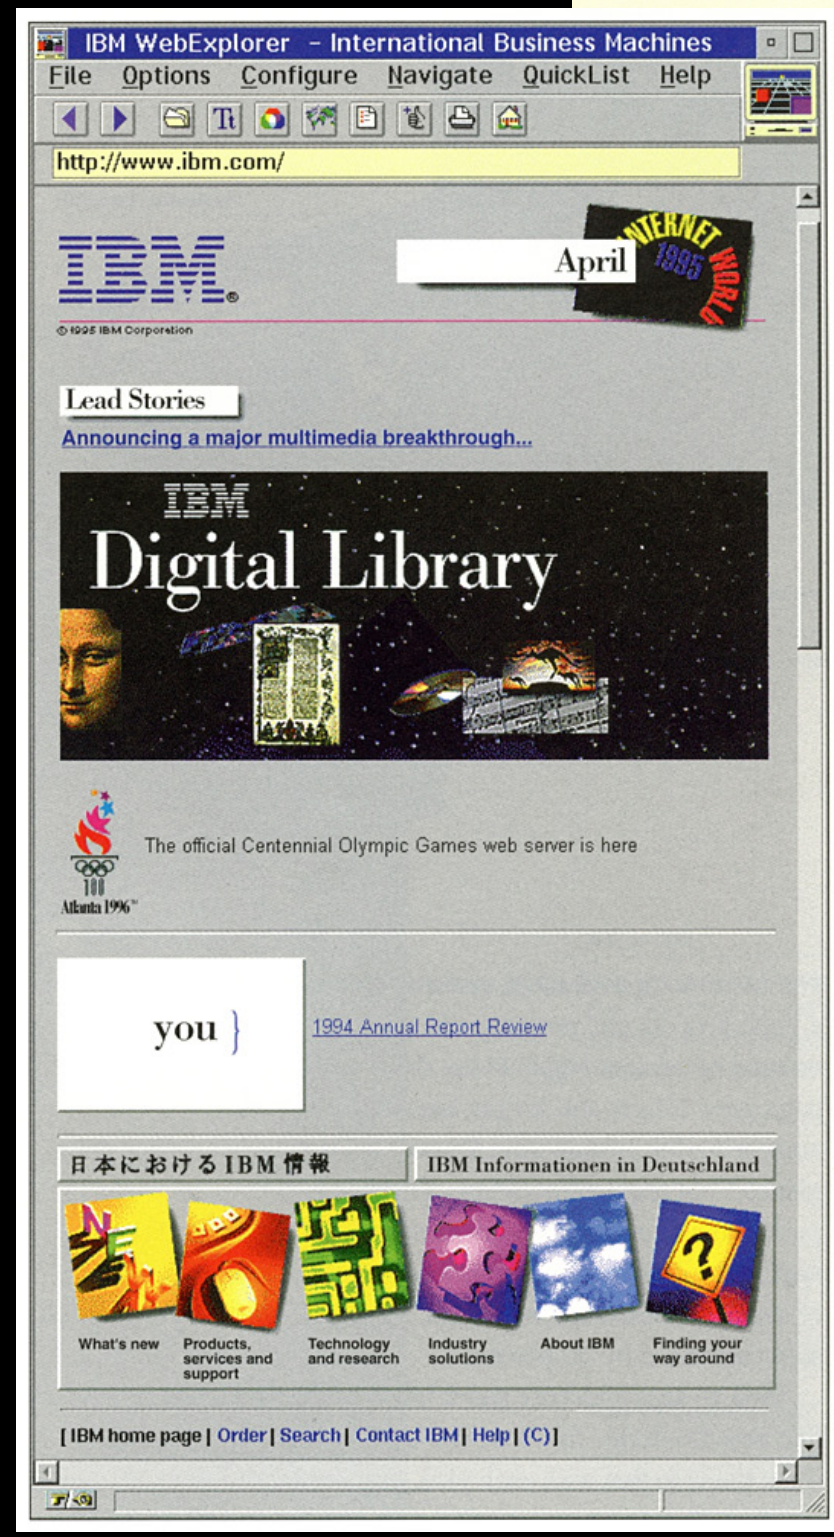 IBM WebExplorer - International Business Machines
File Options Configure Navigate QuickList Help
Tt
http://www.ibm.com/
IBM®
April
INTERNET WORLD
1995
© 1995 IBM Corporation
Lead Stories
Announcing a major multimedia breakthrough...
IBM
Digital Library
The official Centennial Olympic Games web server is here
100
Atlanta 1996™
you }
1994 Annual Report Review
日本における IBM 情報
IBM Informationen in Deutschland
NEW
?
What's new
Products, services and support
Technology and research
Industry solutions
About IBM
Finding your way around
[ IBM home page | Order | Search | Contact IBM | Help | (C) ]